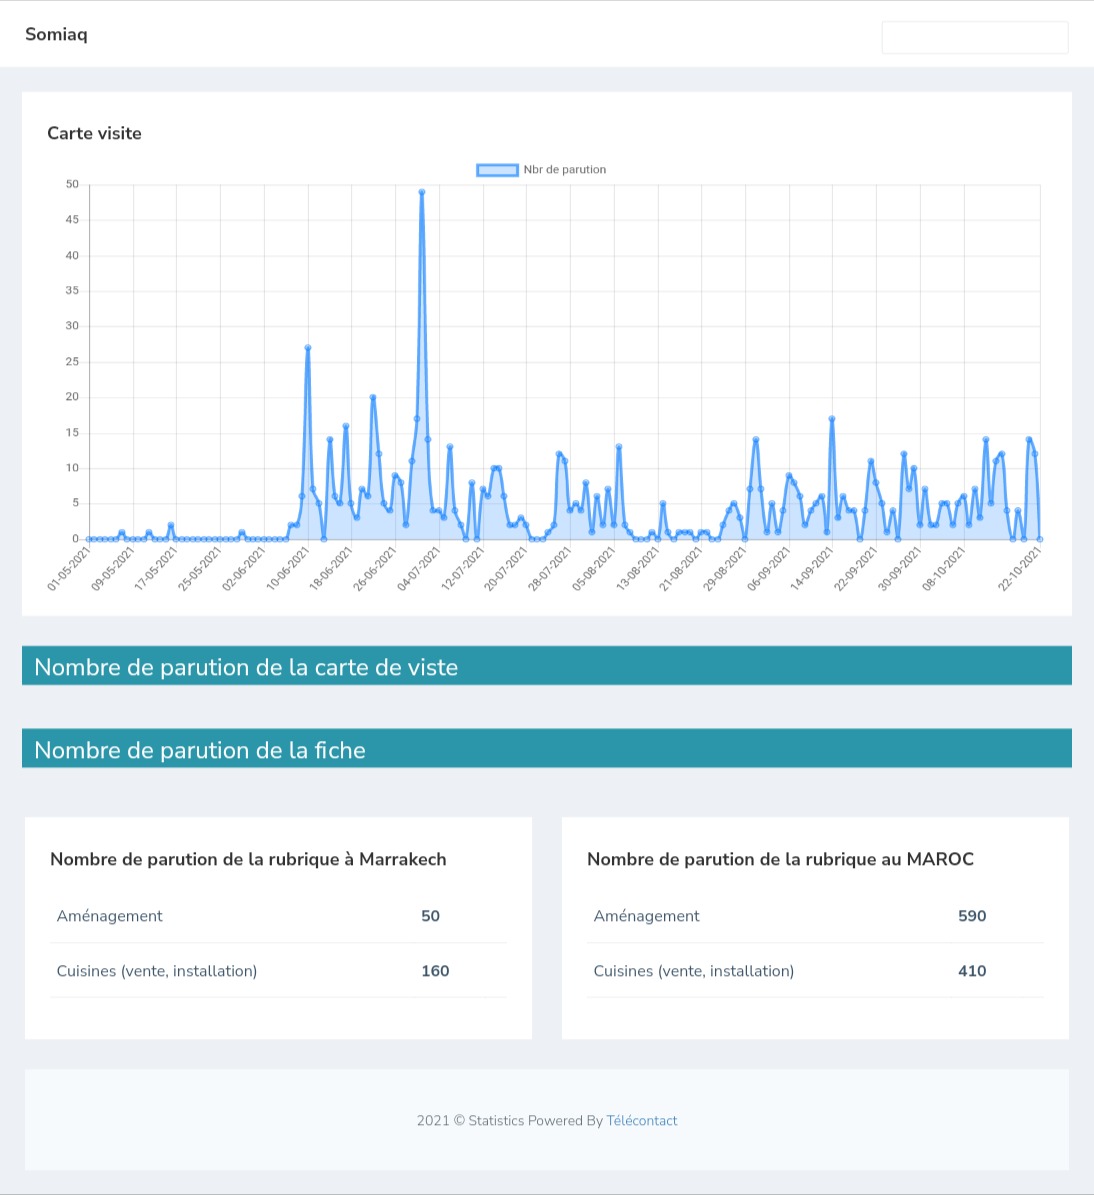 Somiaq
Carte visite
Nbr de parution
50
45
40
35
30
25
20
15
10
5
0
01-05-2021
09-05-2021
17-05-2021
25-05-2021
02-06-2021
10-06-2021
18-06-2021
26-06-2021
04-07-2021
12-07-2021
20-07-2021
28-07-2021
05-08-2021
13-08-2021
21-08-2021
29-08-2021
06-09-2021
14-09-2021
22-09-2021
30-09-2021
08-10-2021
22-10-2021
Nombre de parution de la carte de viste
Nombre de parution de la fiche
Nombre de parution de la rubrique à Marrakech
Aménagement 50
Cuisines (vente, installation) 160
Nombre de parution de la rubrique au MAROC
Aménagement 590
Cuisines (vente, installation) 410
2021 © Statistics Powered By Télécontact